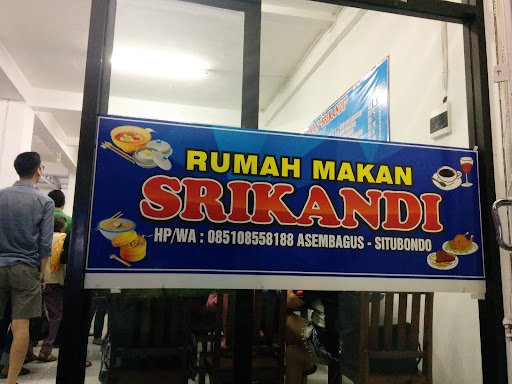 RUMAH MAKAN
SRIKANDI
HP/WA : 085108558188 ASEMBAGUS - SITUBONDO